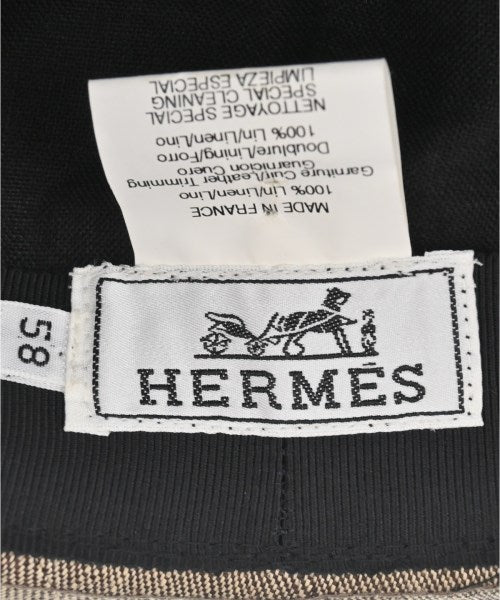 MADE IN FRANCE
100% Lin/Linen/Lino
Garniture Cuir/Leather Trimming
Guarnicion Cuero
Doublure/Lining/Forro
100% Lin/Linen/Lino
NETTOYAGE SPECIAL
SPECIAL CLEANING
LIMPIEZA ESPECIAL
58
HERMÈS